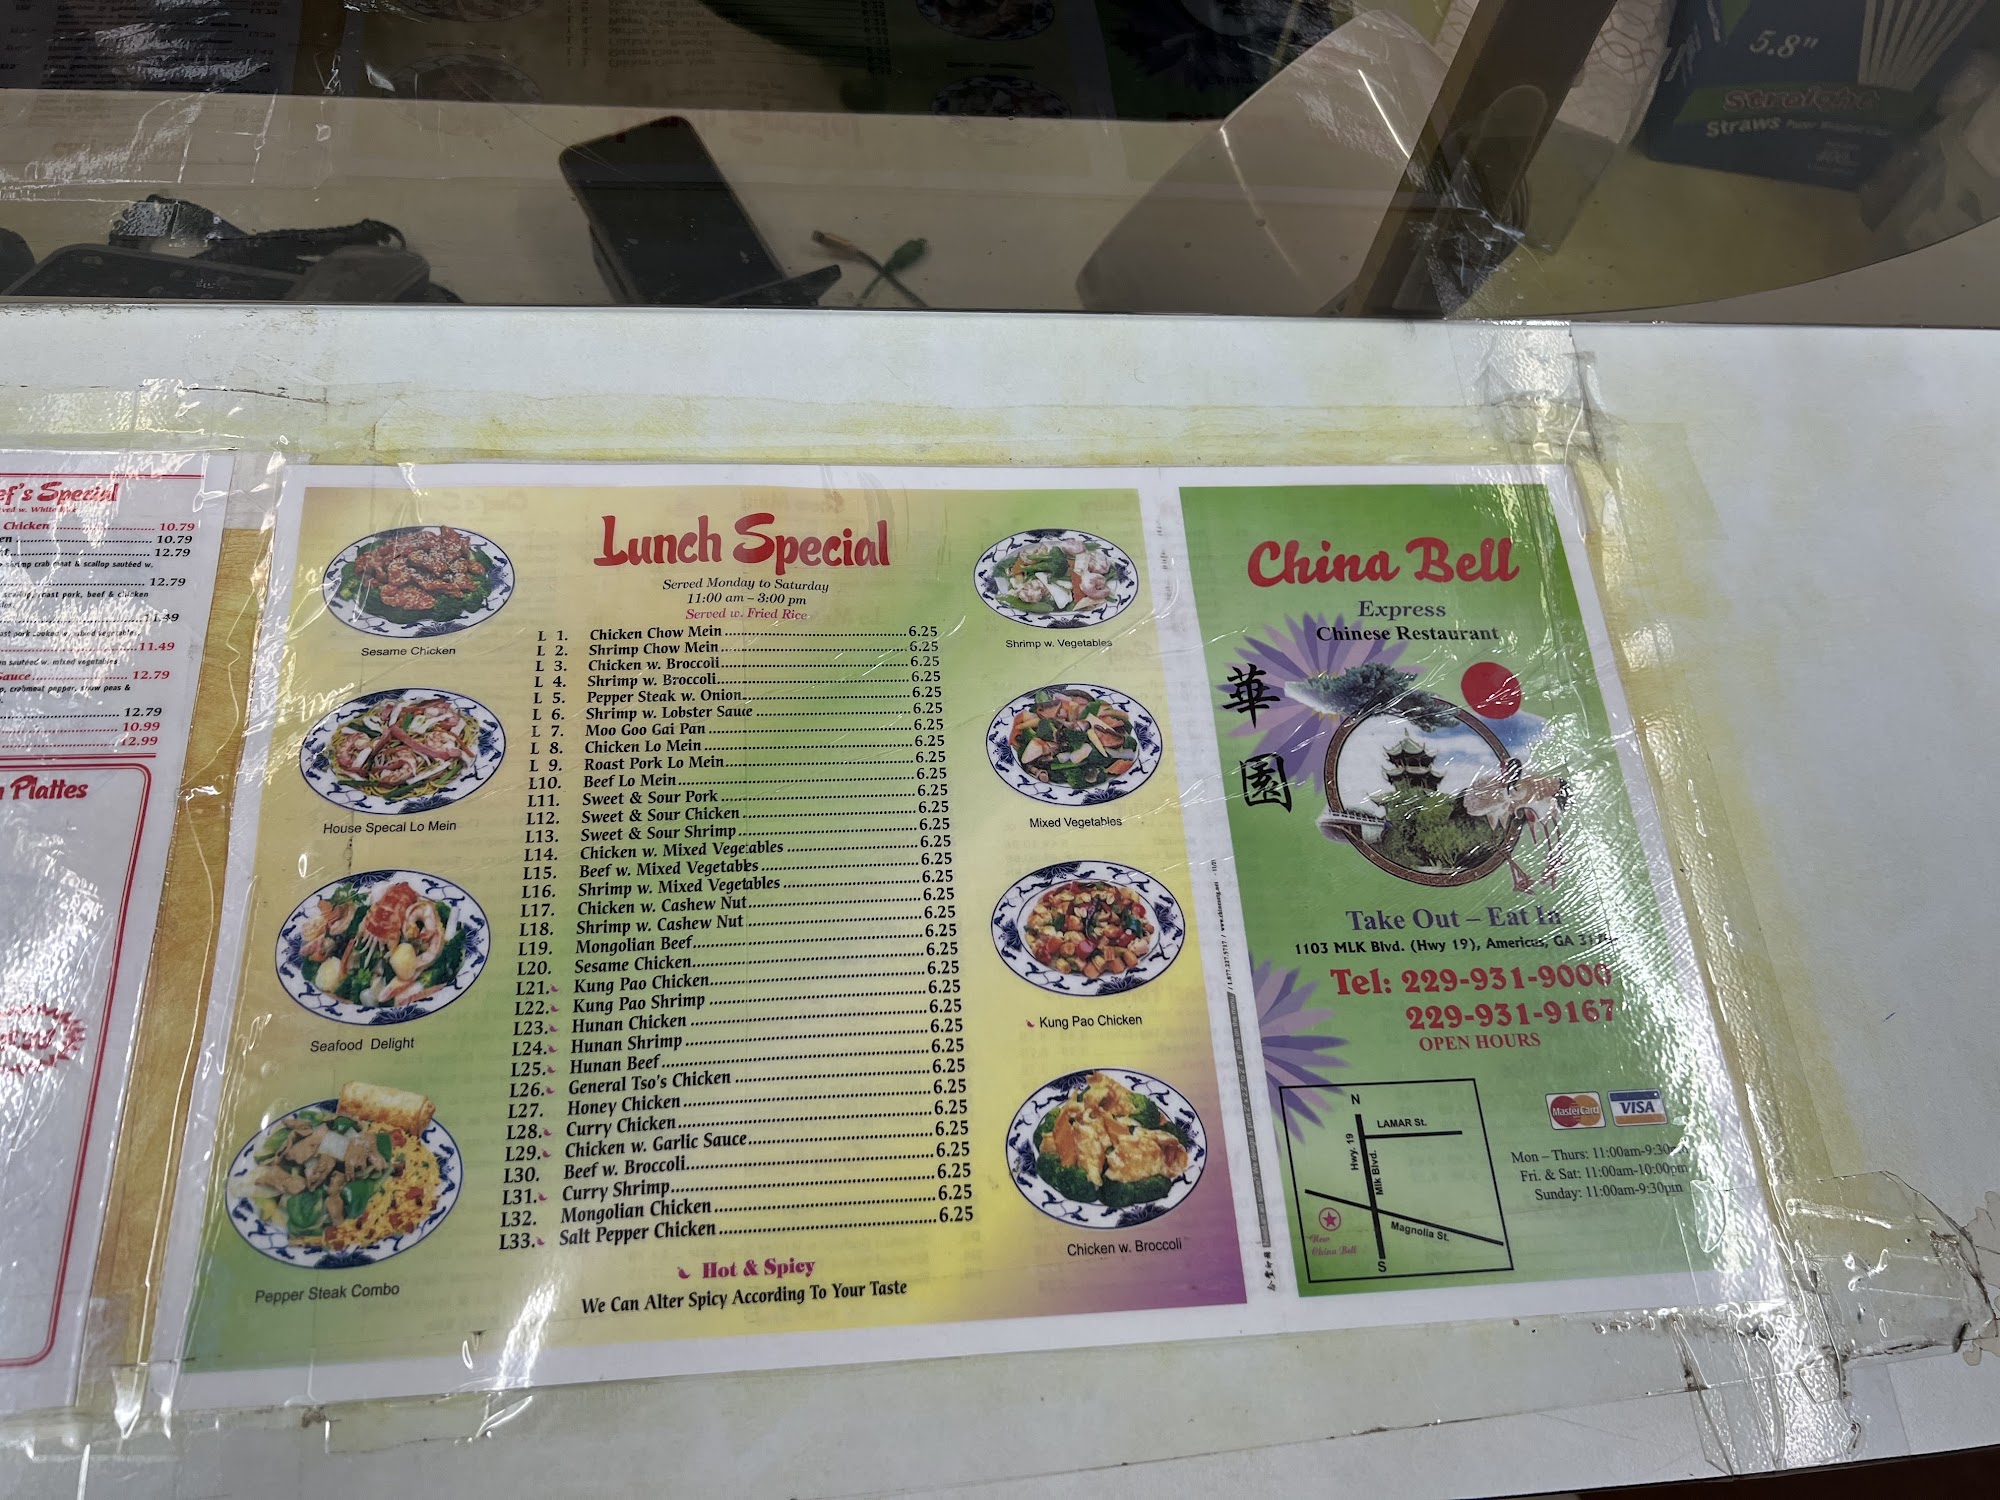 5.8"
Straight
Straws
Special
Chicken 10.79
10.79
12.79
12.79
11.49
11.49
Sauce 12.79
12.79
10.99
12.99
Lunch Special
Served Monday to Saturday
11:00 am – 3:00 pm
Served w. Fried Rice
L 1. Chicken Chow Mein 6.25
L 2. Shrimp Chow Mein 6.25
L 3. Chicken w. Broccoli 6.25
L 4. Shrimp w. Broccoli 6.25
L 5. Pepper Steak w. Onion 6.25
L 6. Shrimp w. Lobster Sauce 6.25
L 7. Moo Goo Gai Pan 6.25
L 8. Chicken Lo Mein 6.25
L 9. Roast Pork Lo Mein 6.25
L10. Beef Lo Mein 6.25
L11. Sweet & Sour Pork 6.25
L12. Sweet & Sour Chicken 6.25
L13. Sweet & Sour Shrimp 6.25
L14. Chicken w. Mixed Vegetables 6.25
L15. Beef w. Mixed Vegetables 6.25
L16. Shrimp w. Mixed Vegetables 6.25
L17. Chicken w. Cashew Nut 6.25
L18. Shrimp w. Cashew Nut 6.25
L19. Mongolian Beef 6.25
L20. Sesame Chicken 6.25
L21. Kung Pao Chicken 6.25
L22. Kung Pao Shrimp 6.25
L23. Hunan Chicken 6.25
L24. Hunan Shrimp 6.25
L25. Hunan Beef 6.25
L26. General Tso's Chicken 6.25
L27. Honey Chicken 6.25
L28. Curry Chicken 6.25
L29. Chicken w. Garlic Sauce 6.25
L30. Beef w. Broccoli 6.25
L31. Curry Shrimp 6.25
L32. Mongolian Chicken 6.25
L33. Salt Pepper Chicken 6.25
Hot & Spicy
We Can Alter Spicy According To Your Taste
Sesame Chicken
House Specal Lo Mein
Seafood Delight
Pepper Steak Combo
Shrimp w. Vegetables
Mixed Vegetables
Kung Pao Chicken
Chicken w. Broccoli
China Bell
Express
Chinese Restaurant
華
園
Take Out – Eat In
1103 MLK Blvd. (Hwy 19), Americus, GA
Tel: 229-931-9000
229-931-9167
OPEN HOURS
MasterCard
VISA
Mon – Thurs: 11:00am-9:30pm
Fri. & Sat: 11:00am-10:00pm
Sunday: 11:00am-9:30pm
N
LAMAR St.
Hwy. 19
Mlk Blvd.
Magnolia St.
New
China Bell
S